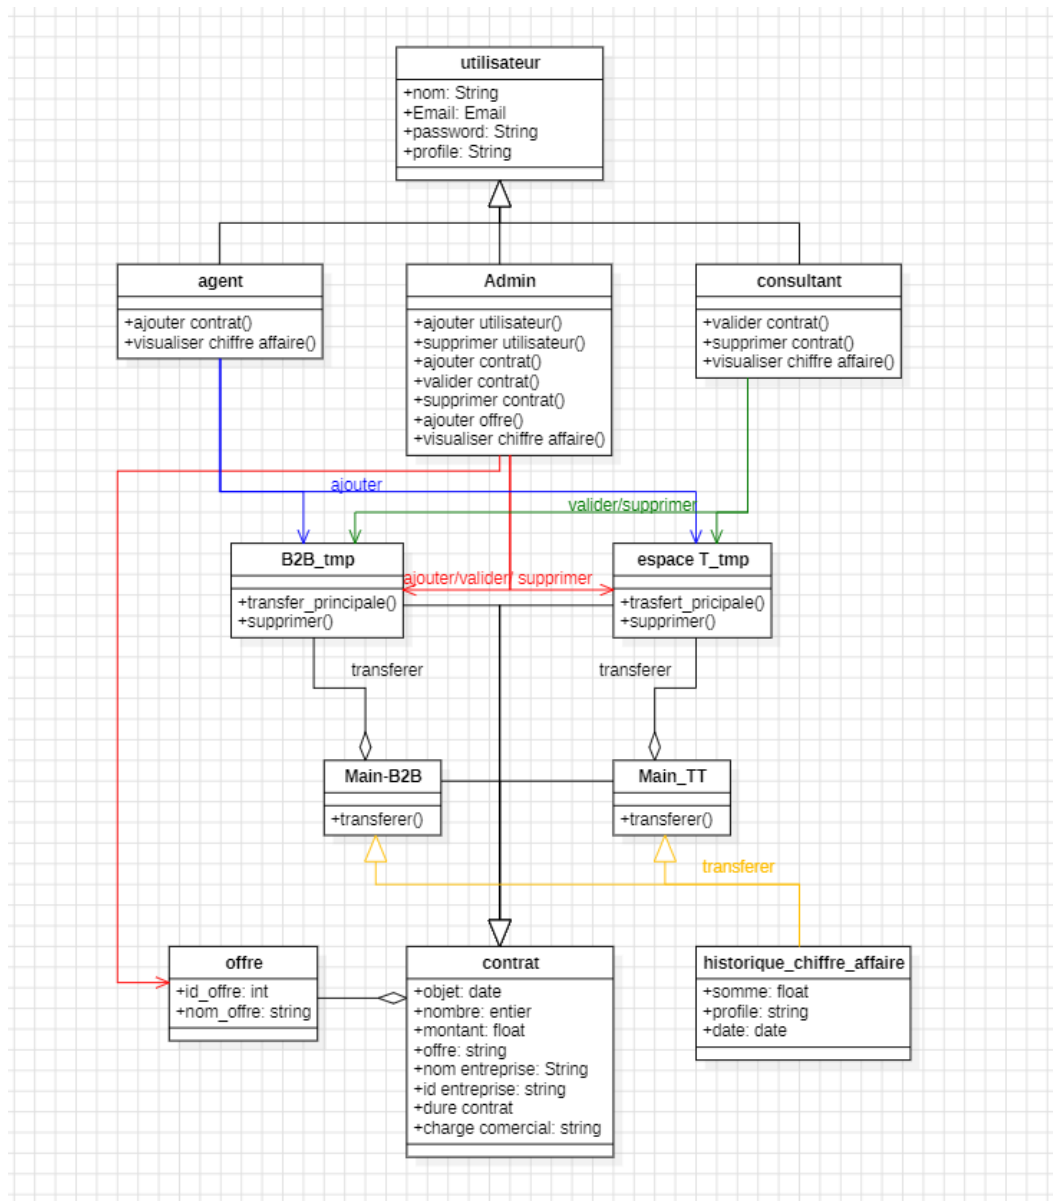 utilisateur
+nom: String
+Email: Email
+password: String
+profile: String
agent
+ajouter contrat()
+visualiser chiffre affaire()
Admin
+ajouter utilisateur()
+supprimer utilisateur()
+ajouter contrat()
+valider contrat()
+supprimer contrat()
+ajouter offre()
+visualiser chiffre affaire()
consultant
+valider contrat()
+supprimer contrat()
+visualiser chiffre affaire()
ajouter
valider/supprimer
B2B_tmp
+transfer_principale()
+supprimer()
ajouter/valider/ supprimer
espace T_tmp
+trasfert_pricipale()
+supprimer()
transferer
transferer
Main-B2B
+transferer()
Main_TT
+transferer()
transferer
offre
+id_offre: int
+nom_offre: string
contrat
+objet: date
+nombre: entier
+montant: float
+offre: string
+nom entreprise: String
+id entreprise: string
+dure contrat
+charge comercial: string
historique_chiffre_affaire
+somme: float
+profile: string
+date: date